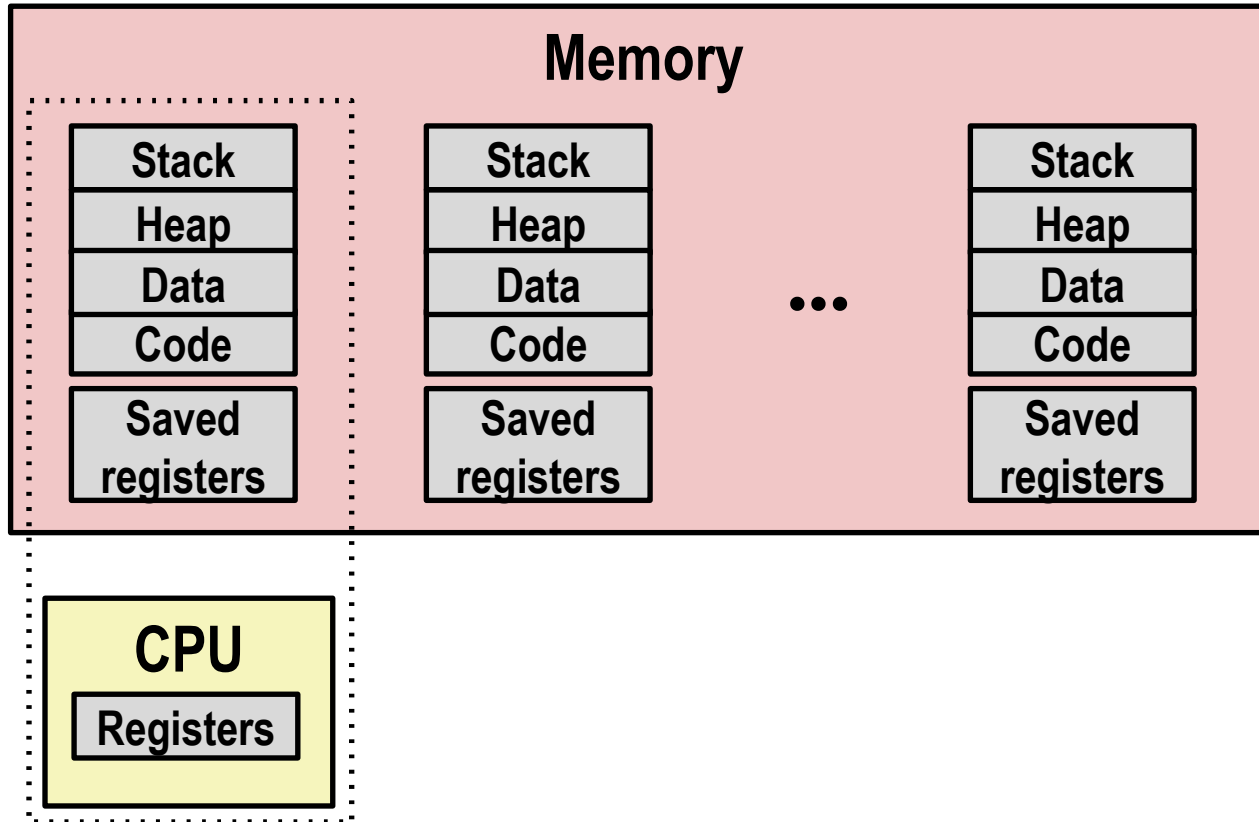 Memory
Stack
Heap
Data
Code
Saved
registers
Stack
Heap
Data
Code
Saved
registers
...
Stack
Heap
Data
Code
Saved
registers
CPU
Registers